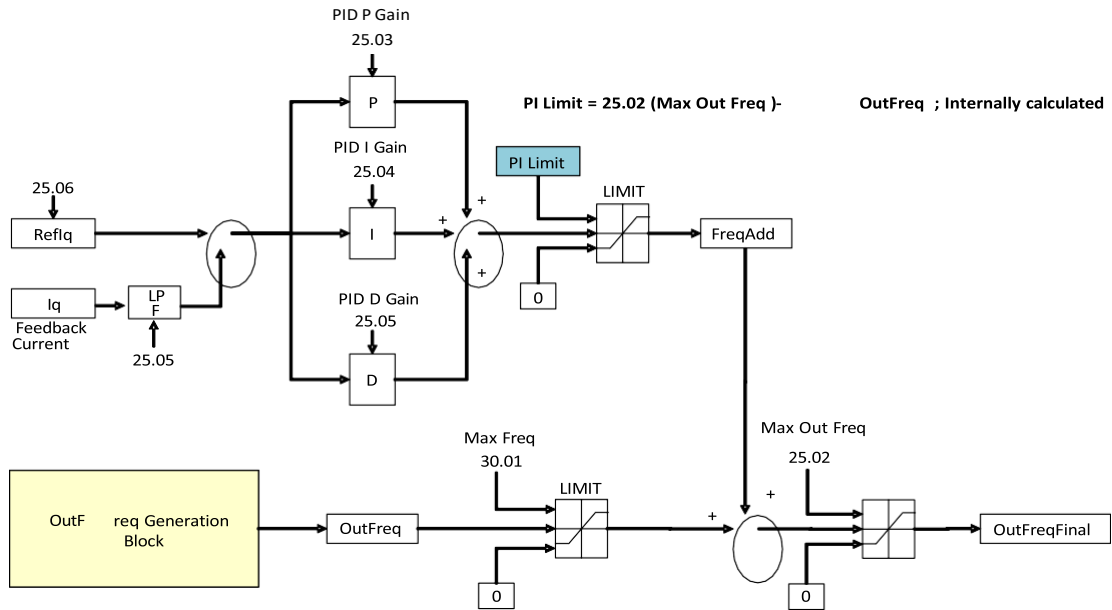 PID P Gain
25.03
P
PI Limit = 25.02 (Max Out Freq )- OutFreq ; Internally calculated
PID I Gain
25.04
I
PI Limit
LIMIT
25.06
RefIq
+
+
+
FreqAdd
0
Iq
Feedback
Current
LP
F
25.05
PID D Gain
25.05
D
Max Freq
30.01
LIMIT
Max Out Freq
25.02
OutF req Generation
Block
OutFreq
+
+
OutFreqFinal
0
0